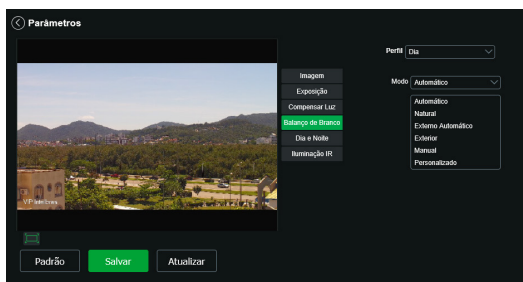 Parâmetros
Perfil Dia
Modo Automático
Automático
Natural
Externo Automático
Exterior
Manual
Personalizado
Imagem
Exposição
Compensar Luz
Balanço de Branco
Dia e Noite
Iluminação IR
VIP Intelbras
Padrão
Salvar
Atualizar